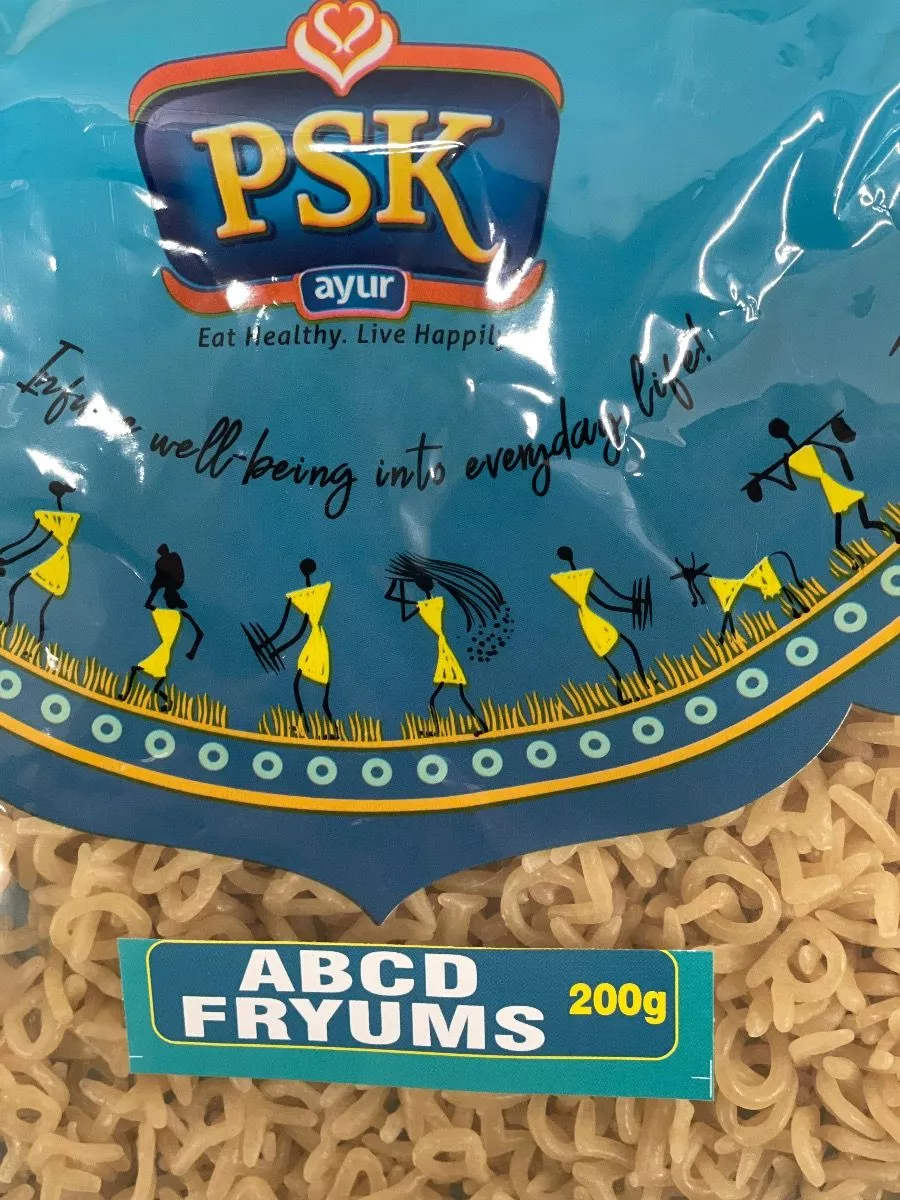 PSK
ayur
Eat Healthy. Live Happily
well-being into everyday life!
ABCD
FRYUMS
200g